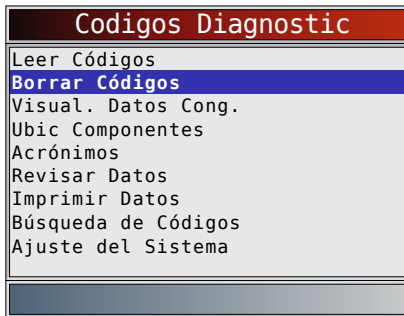 Codigos Diagnostic
Leer Códigos
Borrar Códigos
Visual. Datos Cong.
Ubic Componentes
Acrónimos
Revisar Datos
Imprimir Datos
Búsqueda de Códigos
Ajuste del Sistema